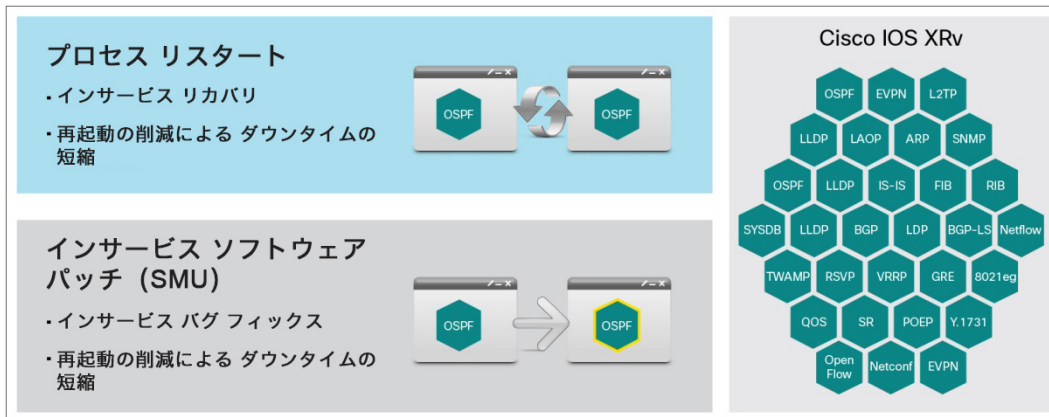 プロセス リスタート
・インサービス リカバリ
・再起動の削減による ダウンタイムの
短縮
OSPF
OSPF
インサービス ソフトウェア
パッチ（SMU）
・インサービス バグ フィックス
・再起動の削減による ダウンタイムの
短縮
OSPF
OSPF
Cisco IOS XRv
OSPF EVPN L2TP
LLDP LAOP ARP SNMP
OSPF LLDP IS-IS FIB RIB
SYSDB LLDP BGP LDP BGP-LS Netflow
TWAMP RSVP VRRP GRE 8021eg
QOS SR POEP Y.1731
Open
Flow Netconf EVPN